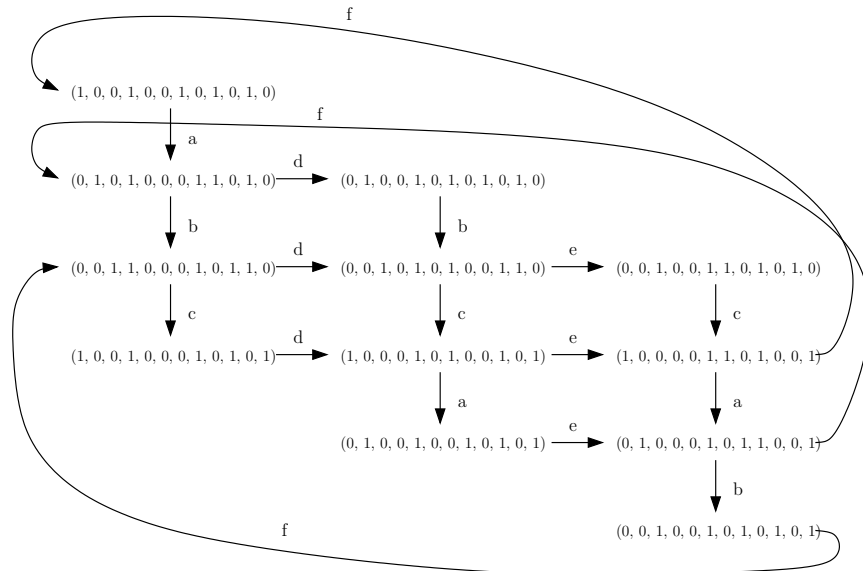 f
(1, 0, 0, 1, 0, 0, 1, 0, 1, 0, 1, 0)
a
f
(0, 1, 0, 1, 0, 0, 0, 1, 1, 0, 1, 0) d (0, 1, 0, 0, 1, 0, 1, 0, 1, 0, 1, 0)
b b
(0, 0, 1, 1, 0, 0, 0, 1, 0, 1, 1, 0) d (0, 0, 1, 0, 1, 0, 1, 0, 0, 1, 1, 0) e (0, 0, 1, 0, 0, 1, 1, 0, 1, 0, 1, 0)
c c c
(1, 0, 0, 1, 0, 0, 0, 1, 0, 1, 0, 1) d (1, 0, 0, 0, 1, 0, 1, 0, 0, 1, 0, 1) e (1, 0, 0, 0, 0, 1, 1, 0, 1, 0, 0, 1)
a a
(0, 1, 0, 0, 1, 0, 0, 1, 0, 1, 0, 1) e (0, 1, 0, 0, 0, 1, 0, 1, 1, 0, 0, 1)
b
f
(0, 0, 1, 0, 0, 1, 0, 1, 0, 1, 0, 1)